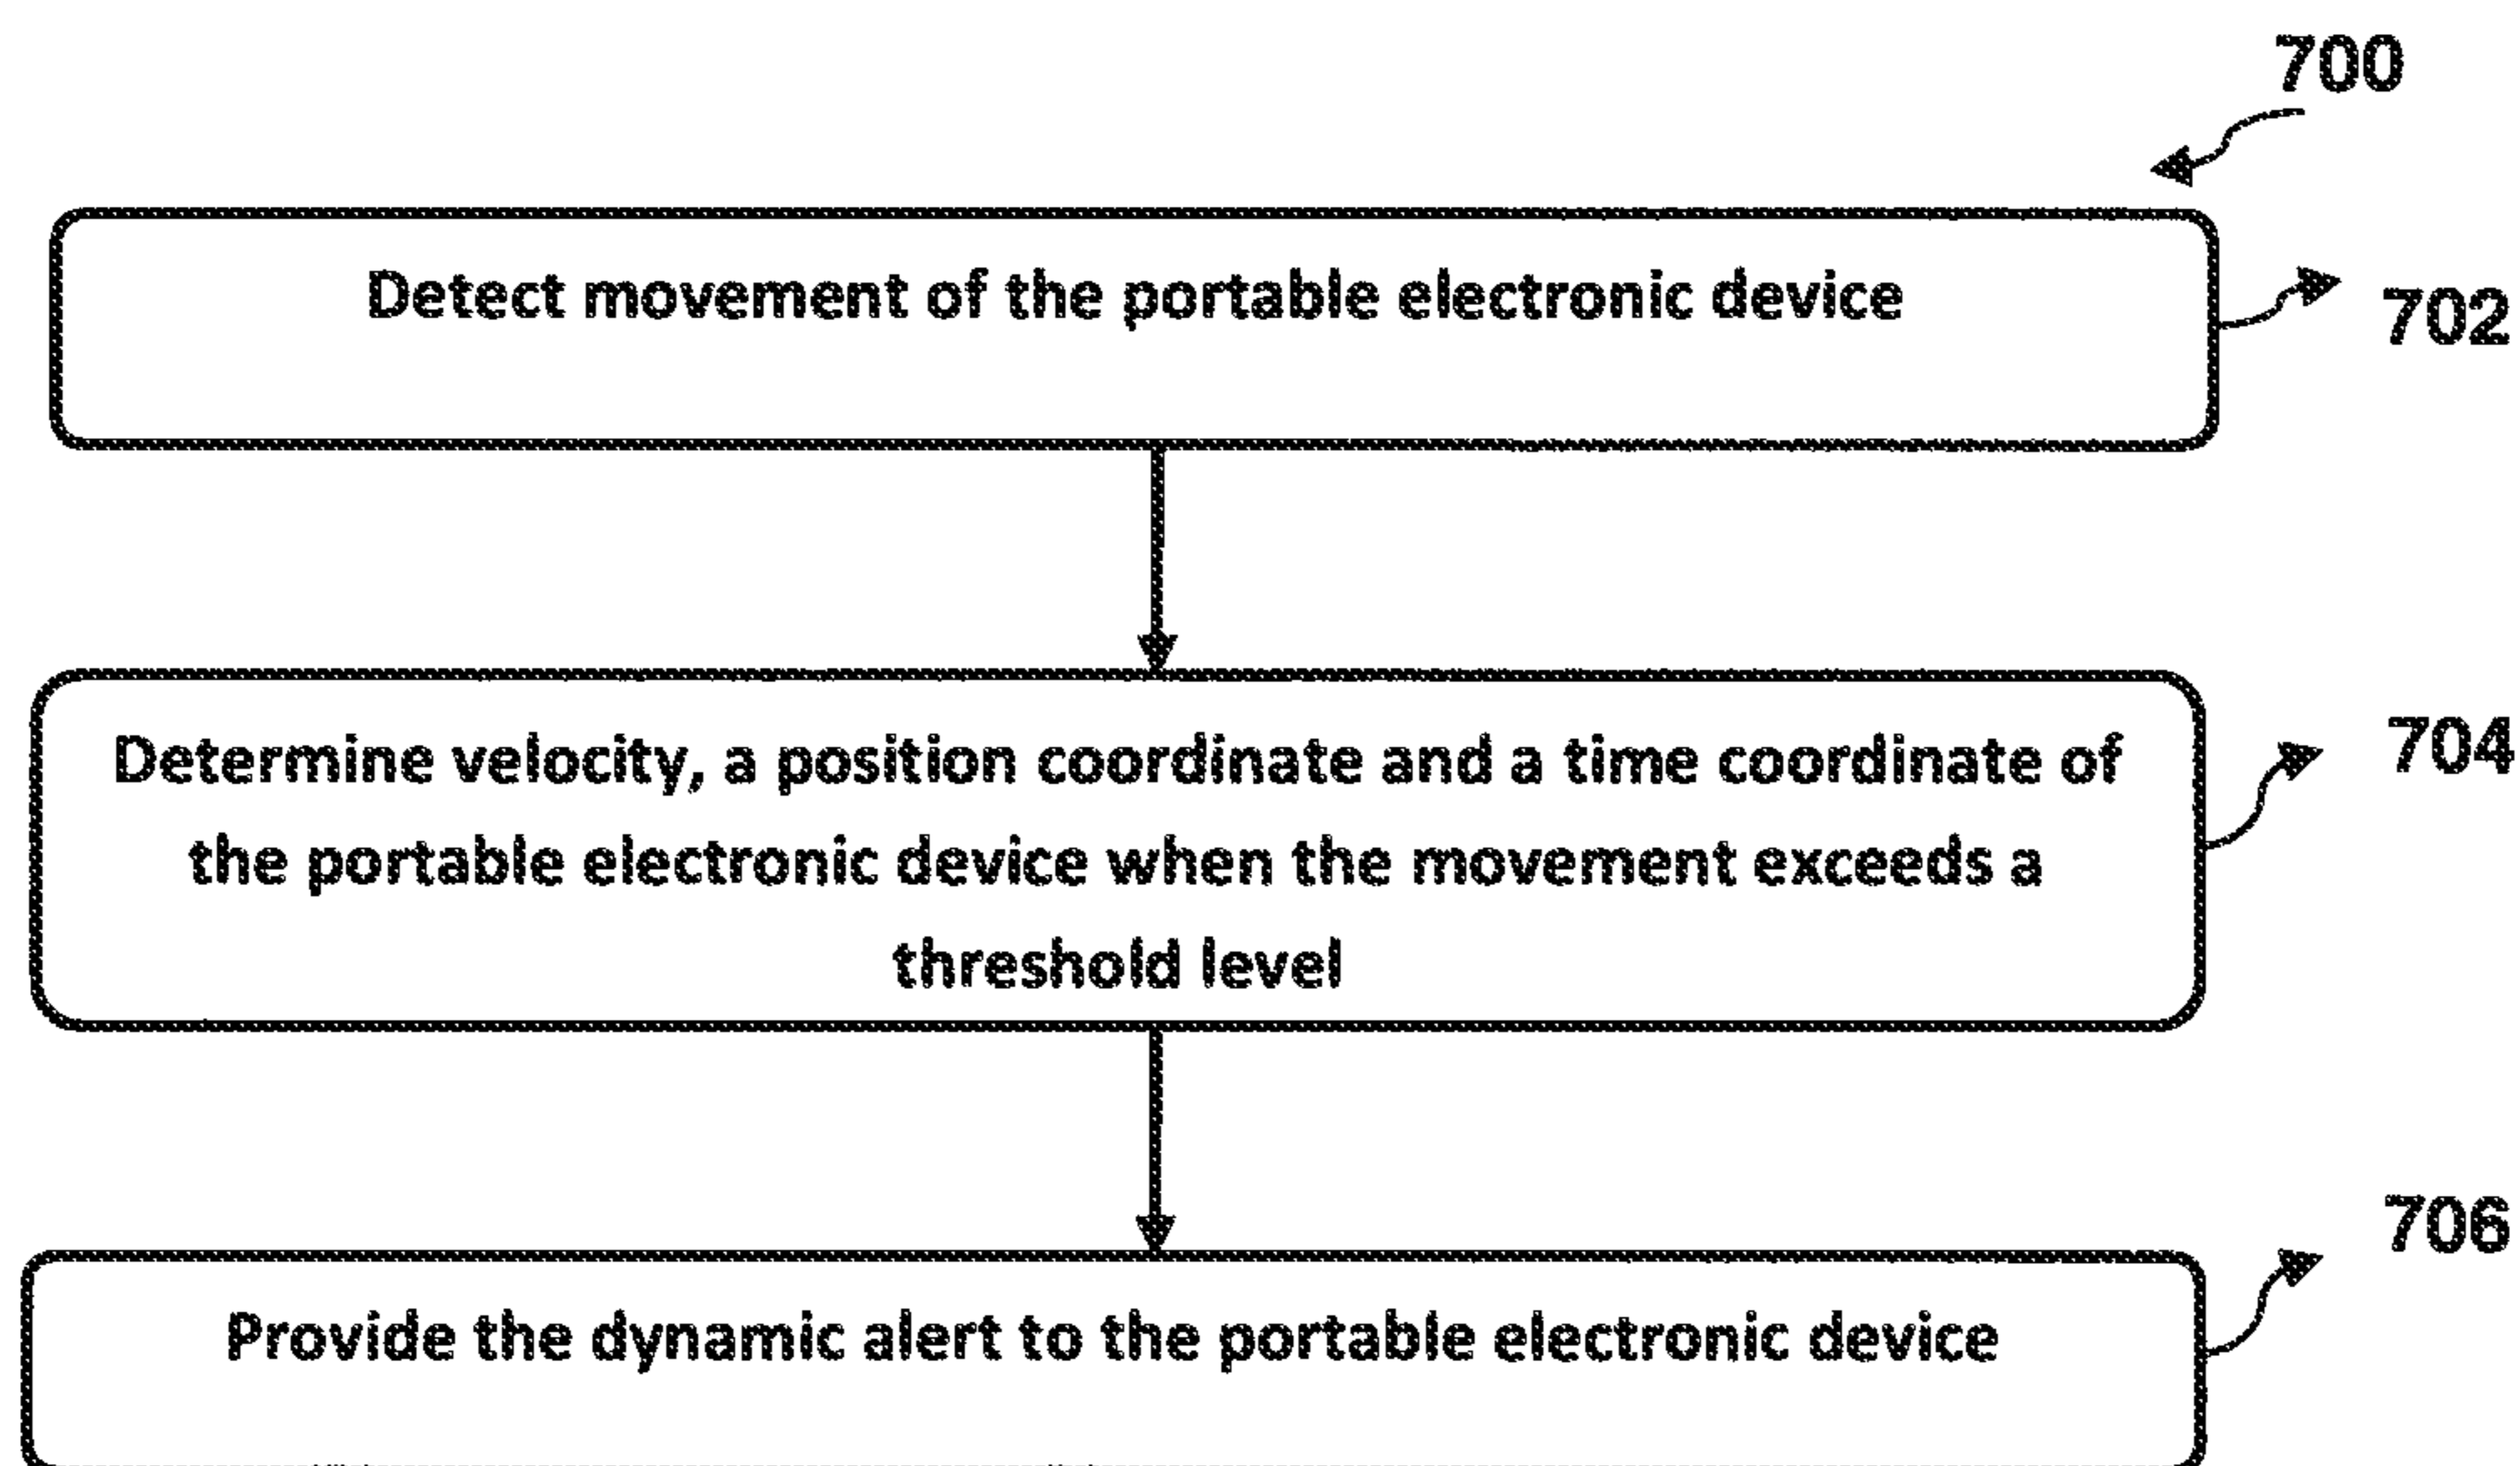 700
Detect movement of the portable electronic device
702
Determine velocity, a position coordinate and a time coordinate of
the portable electronic device when the movement exceeds a
threshold level
704
706
Provide the dynamic alert to the portable electronic device